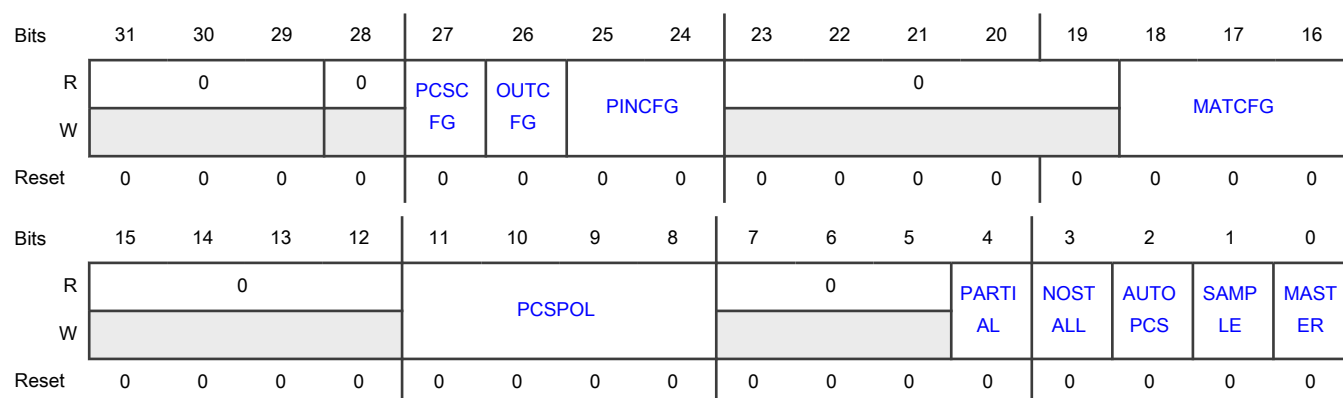 Bits 31 30 29 28 27 26 25 24 23 22 21 20 19 18 17 16
R 0 0 PCSC OUTC PINCFG 0 MATCFG
W FG FG
Reset 0 0 0 0 0 0 0 0 0 0 0 0 0 0 0 0
Bits 15 14 13 12 11 10 9 8 7 6 5 4 3 2 1 0
R 0 PCSPOL 0 PARTI NOST AUTO SAMP MAST
W AL ALL PCS LE ER
Reset 0 0 0 0 0 0 0 0 0 0 0 0 0 0 0 0